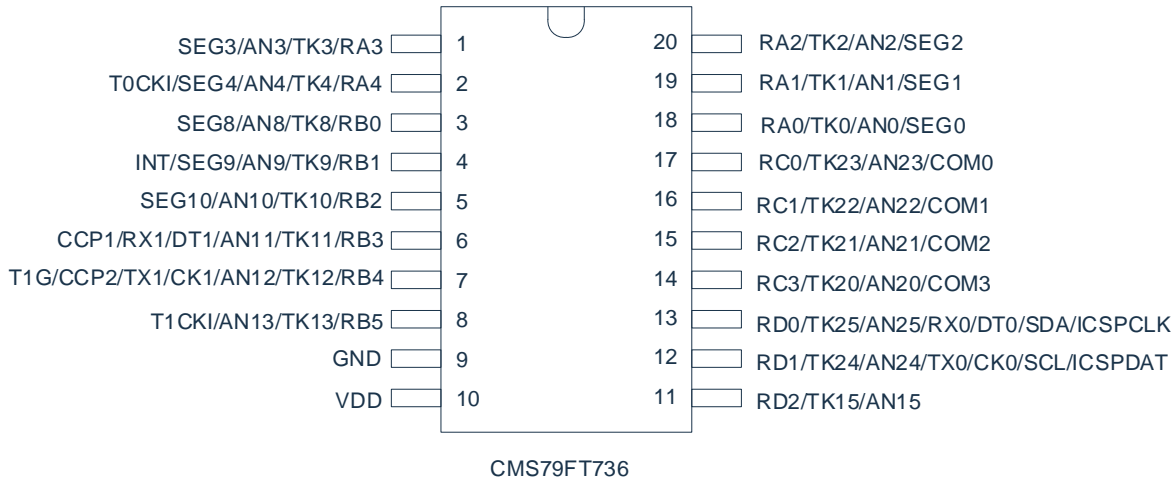 SEG3/AN3/TK3/RA3 1 20 RA2/TK2/AN2/SEG2
T0CKI/SEG4/AN4/TK4/RA4 2 19 RA1/TK1/AN1/SEG1
SEG8/AN8/TK8/RB0 3 18 RA0/TK0/AN0/SEG0
INT/SEG9/AN9/TK9/RB1 4 17 RC0/TK23/AN23/COM0
SEG10/AN10/TK10/RB2 5 16 RC1/TK22/AN22/COM1
CCP1/RX1/DT1/AN11/TK11/RB3 6 15 RC2/TK21/AN21/COM2
T1G/CCP2/TX1/CK1/AN12/TK12/RB4 7 14 RC3/TK20/AN20/COM3
T1CKI/AN13/TK13/RB5 8 13 RD0/TK25/AN25/RX0/DT0/SDA/ICSPCLK
GND 9 12 RD1/TK24/AN24/TX0/CK0/SCL/ICSPDAT
VDD 10 11 RD2/TK15/AN15
CMS79FT736